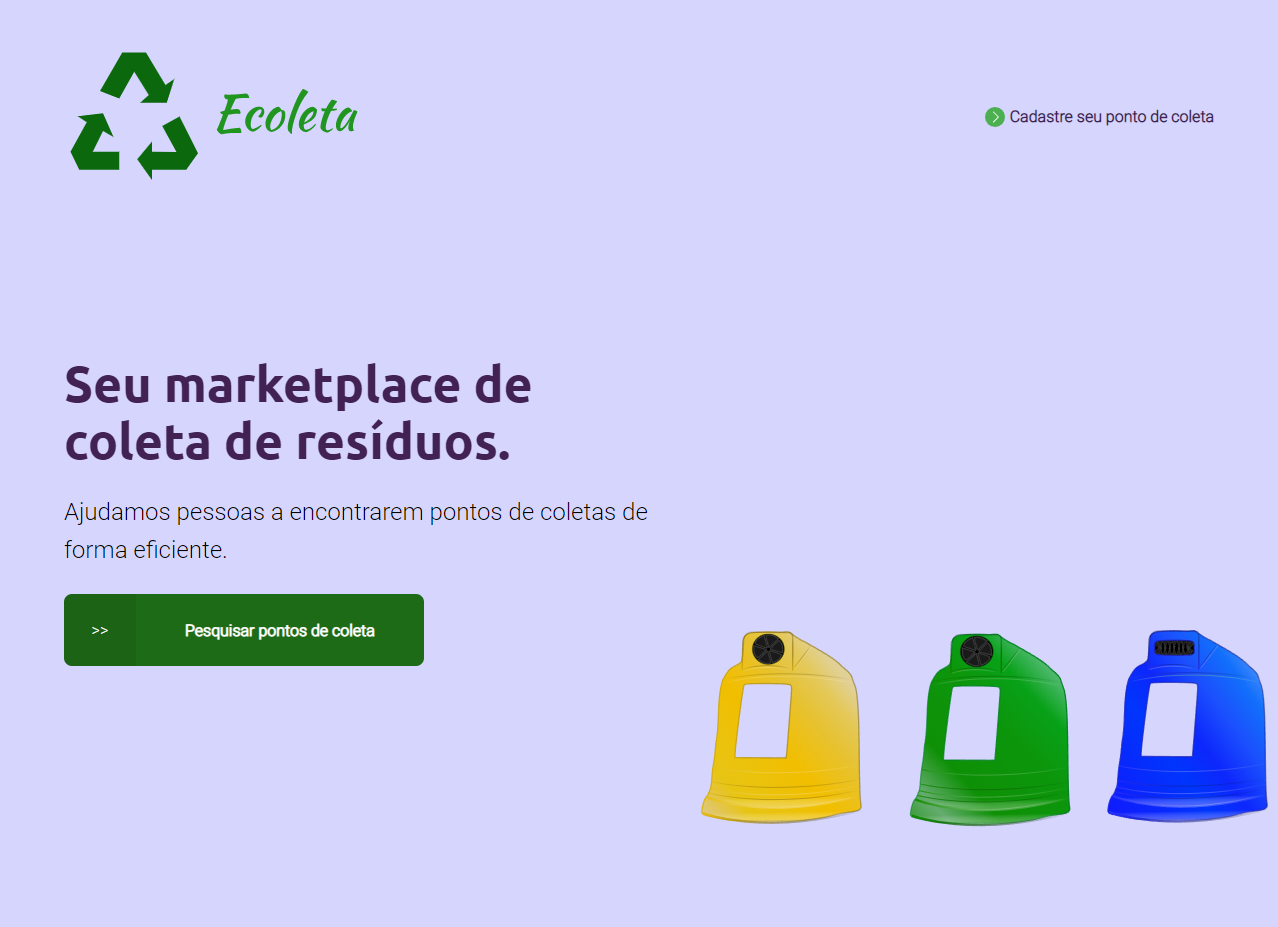 Ecoleta
Cadastre seu ponto de coleta
Seu marketplace de
coleta de resíduos.
Ajudamos pessoas a encontrarem pontos de coletas de
forma eficiente.
>> Pesquisar pontos de coleta